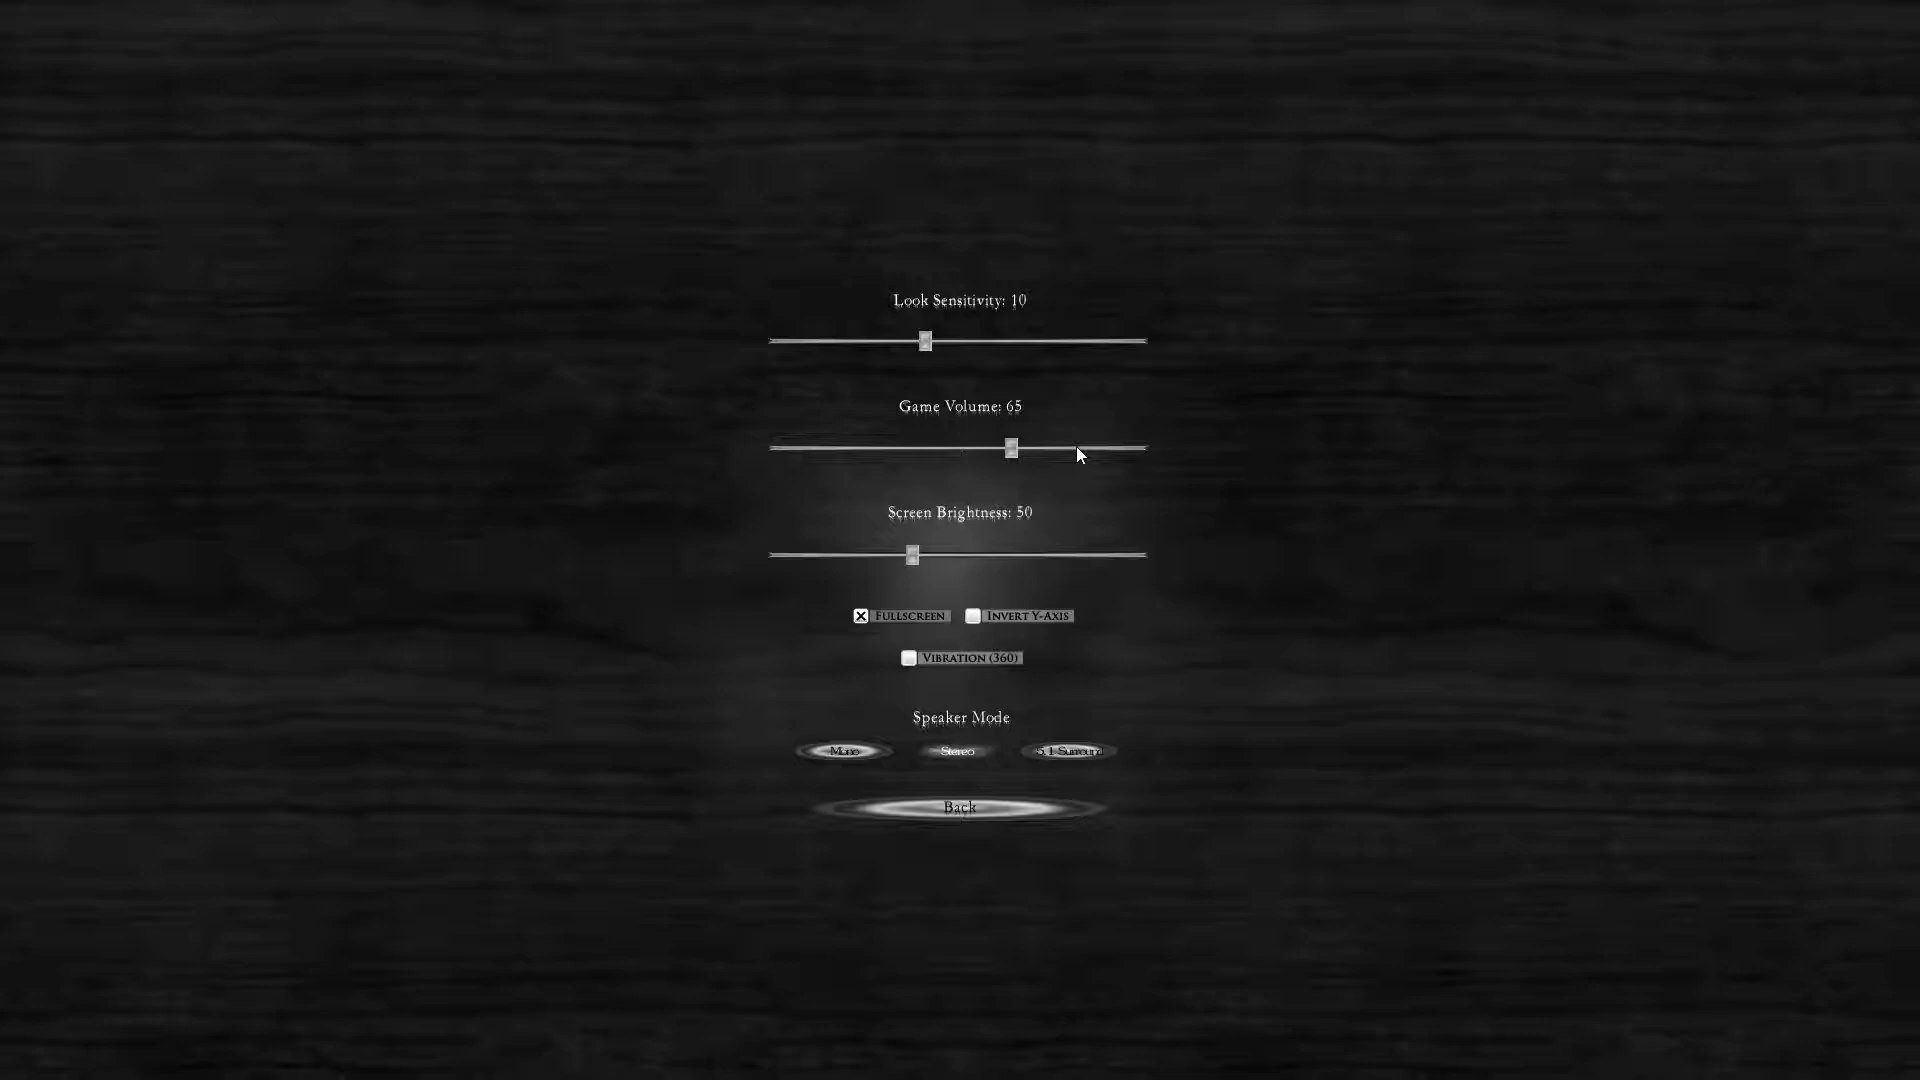 Look Sensitivity: 10
Game Volume: 65
Screen Brightness: 50
FULLSCREEN INVERT Y-AXIS
VIBRATION (360)
Speaker Mode
Mono Stereo 5.1 Surround
Back